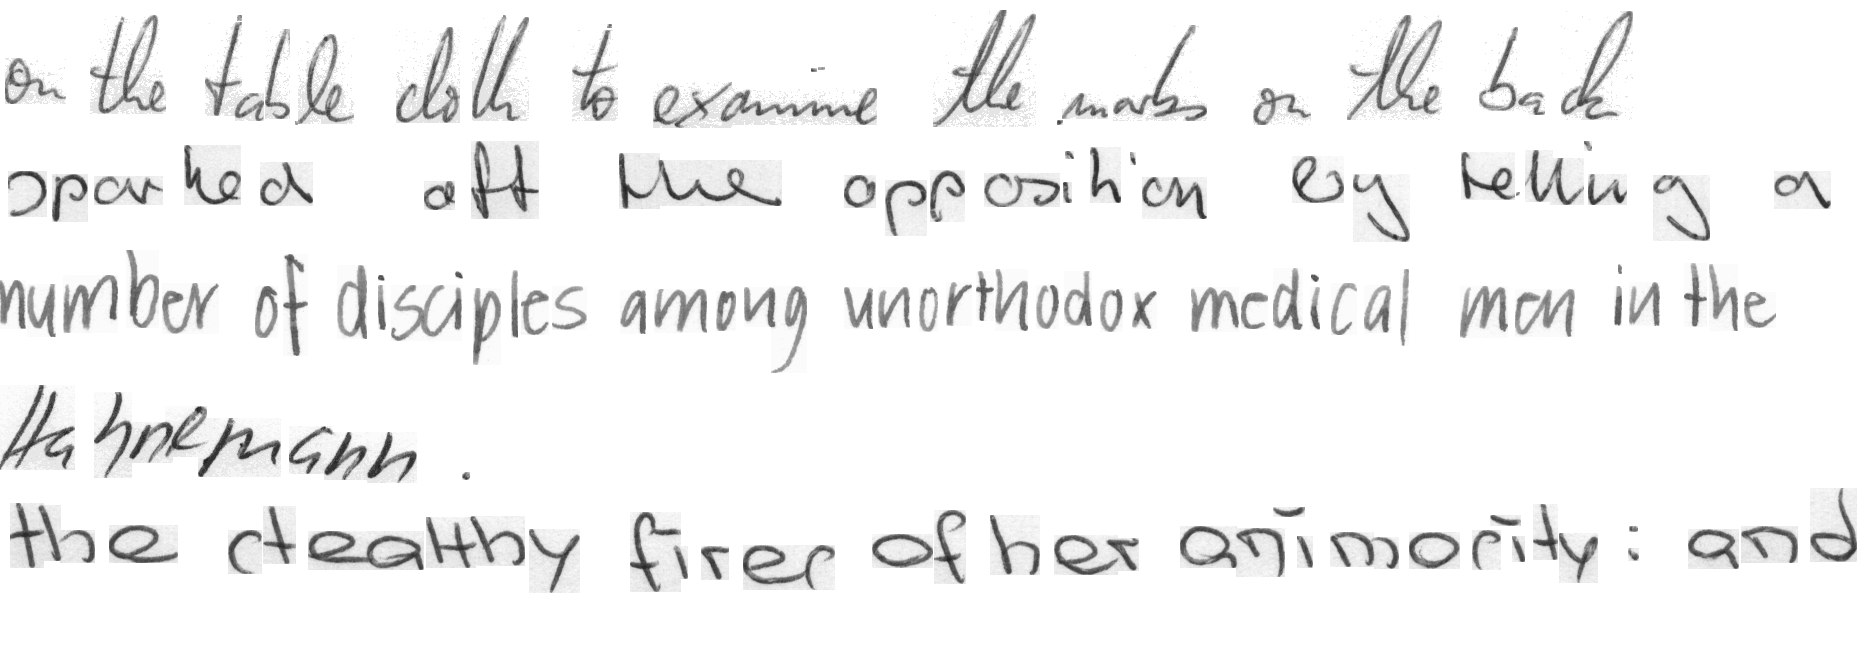 on the table cloth to examine the marks on the back
sparked off the opposition by telling a
number of disciples among unorthodox medical men in the
Hahnemann .
the stealthy fires of her animosity : and